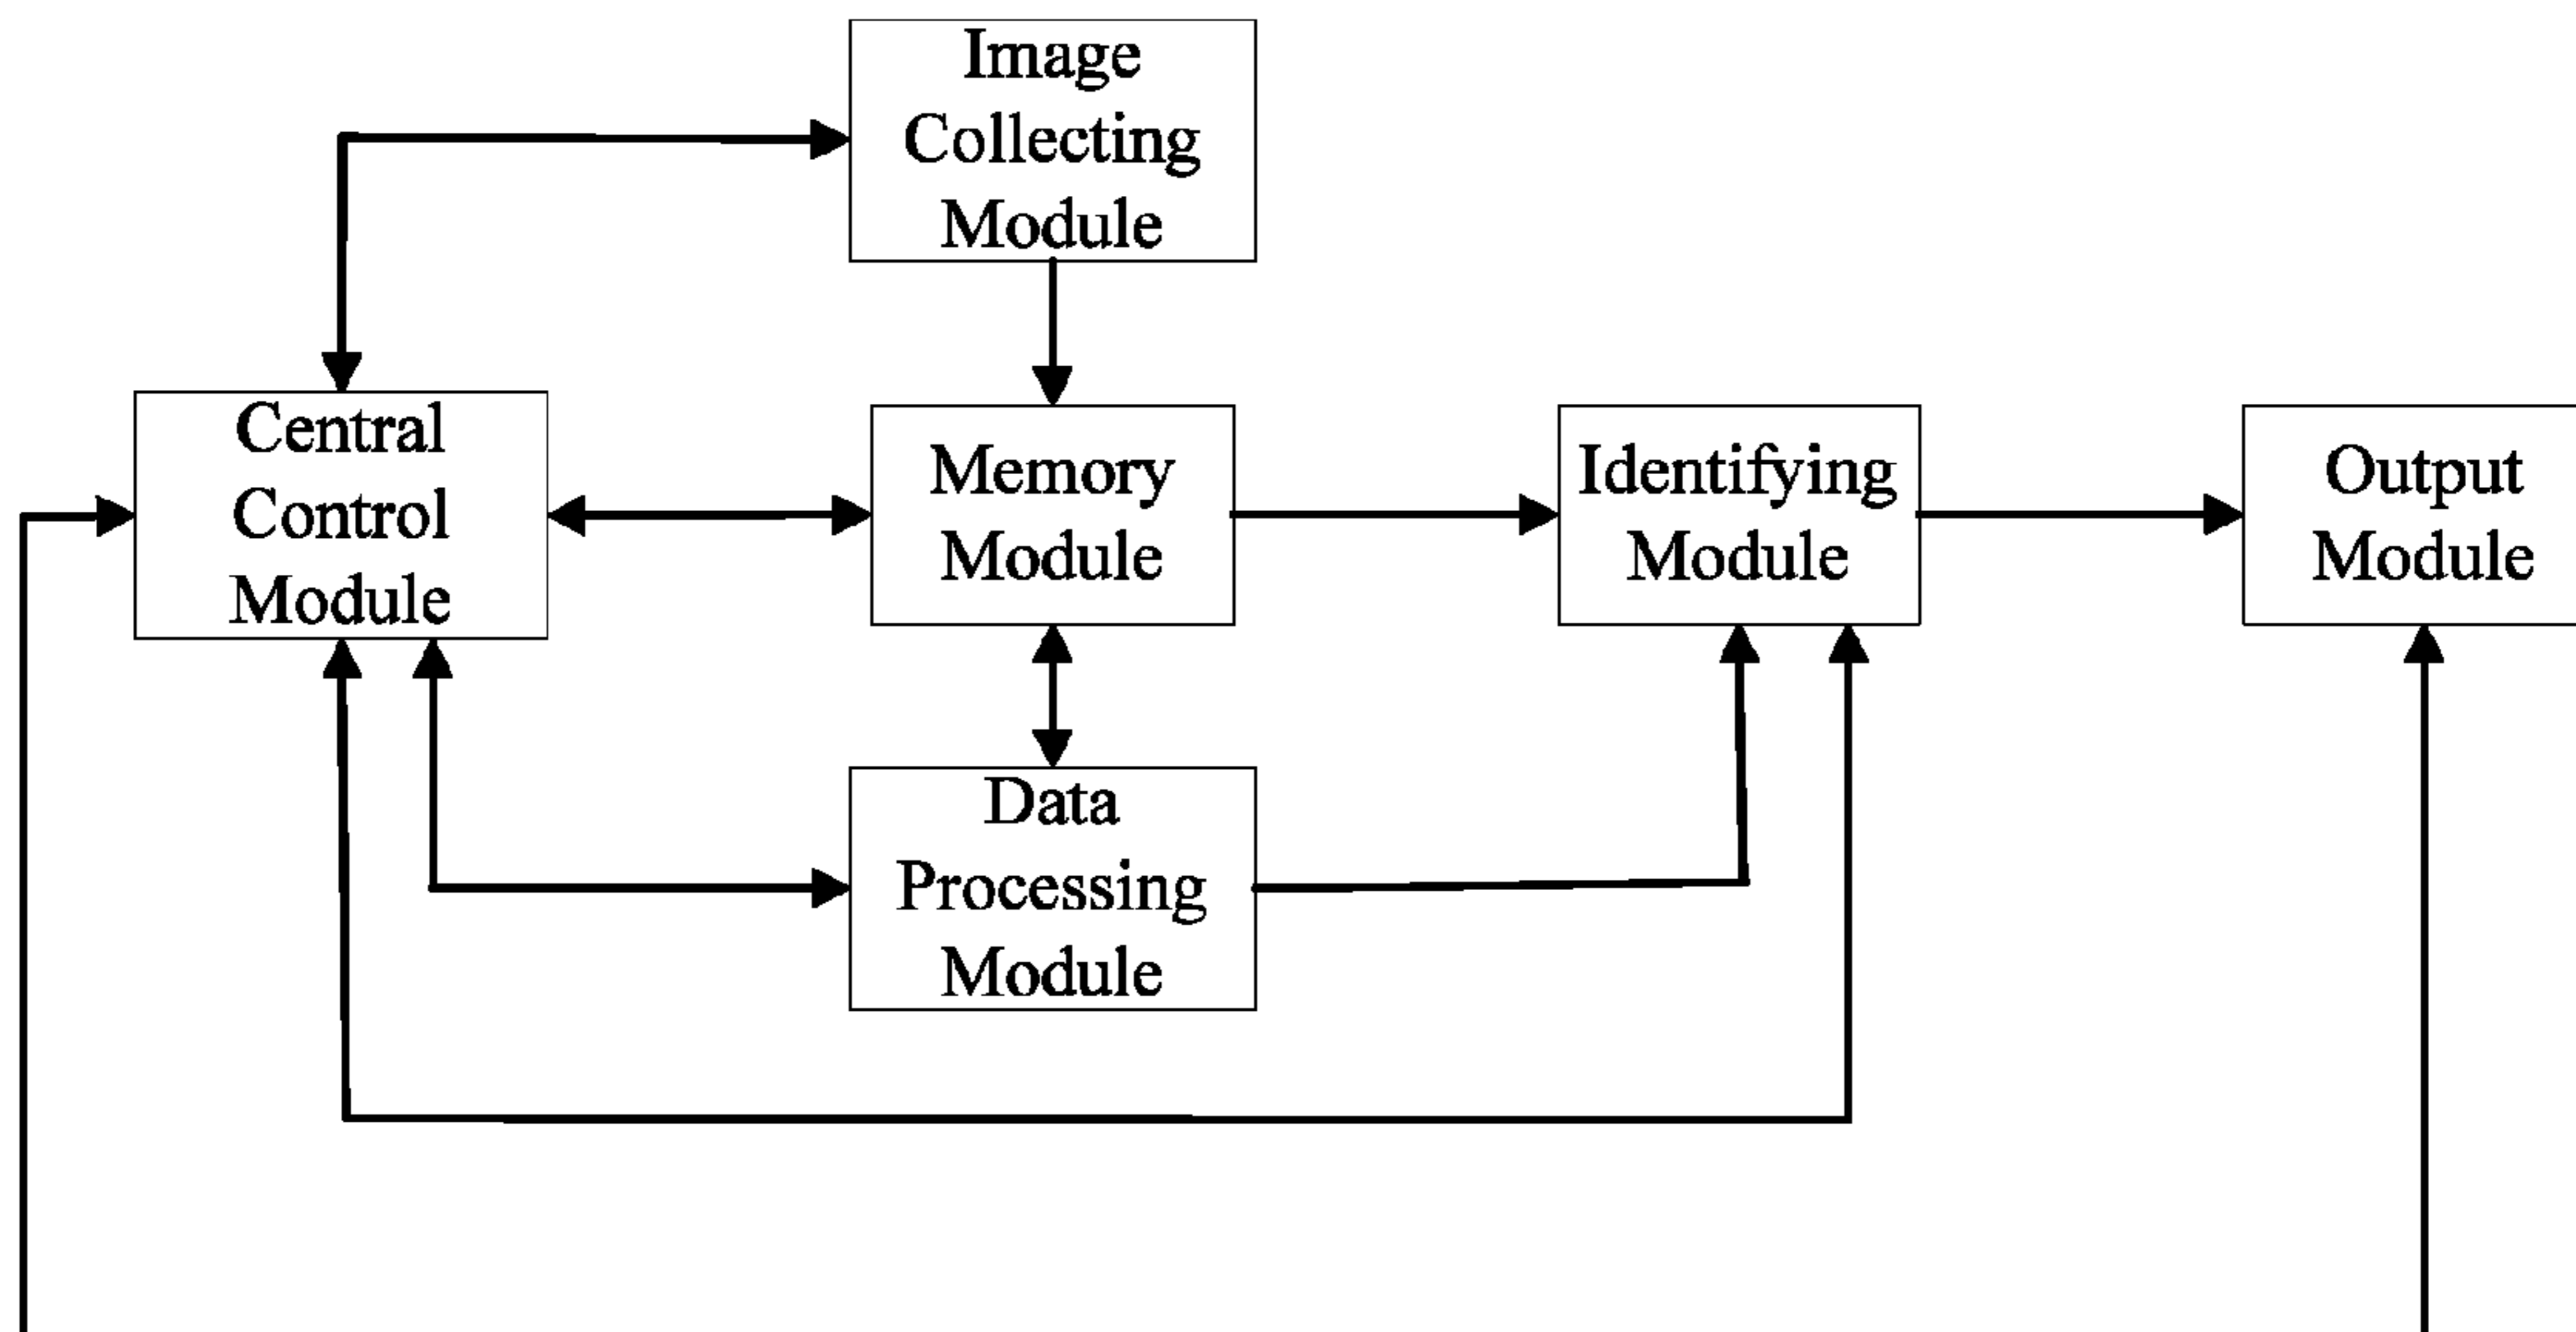 Image
Collecting
Module
Central
Control
Module
Memory
Module
Identifying
Module
Output
Module
Data
Processing
Module